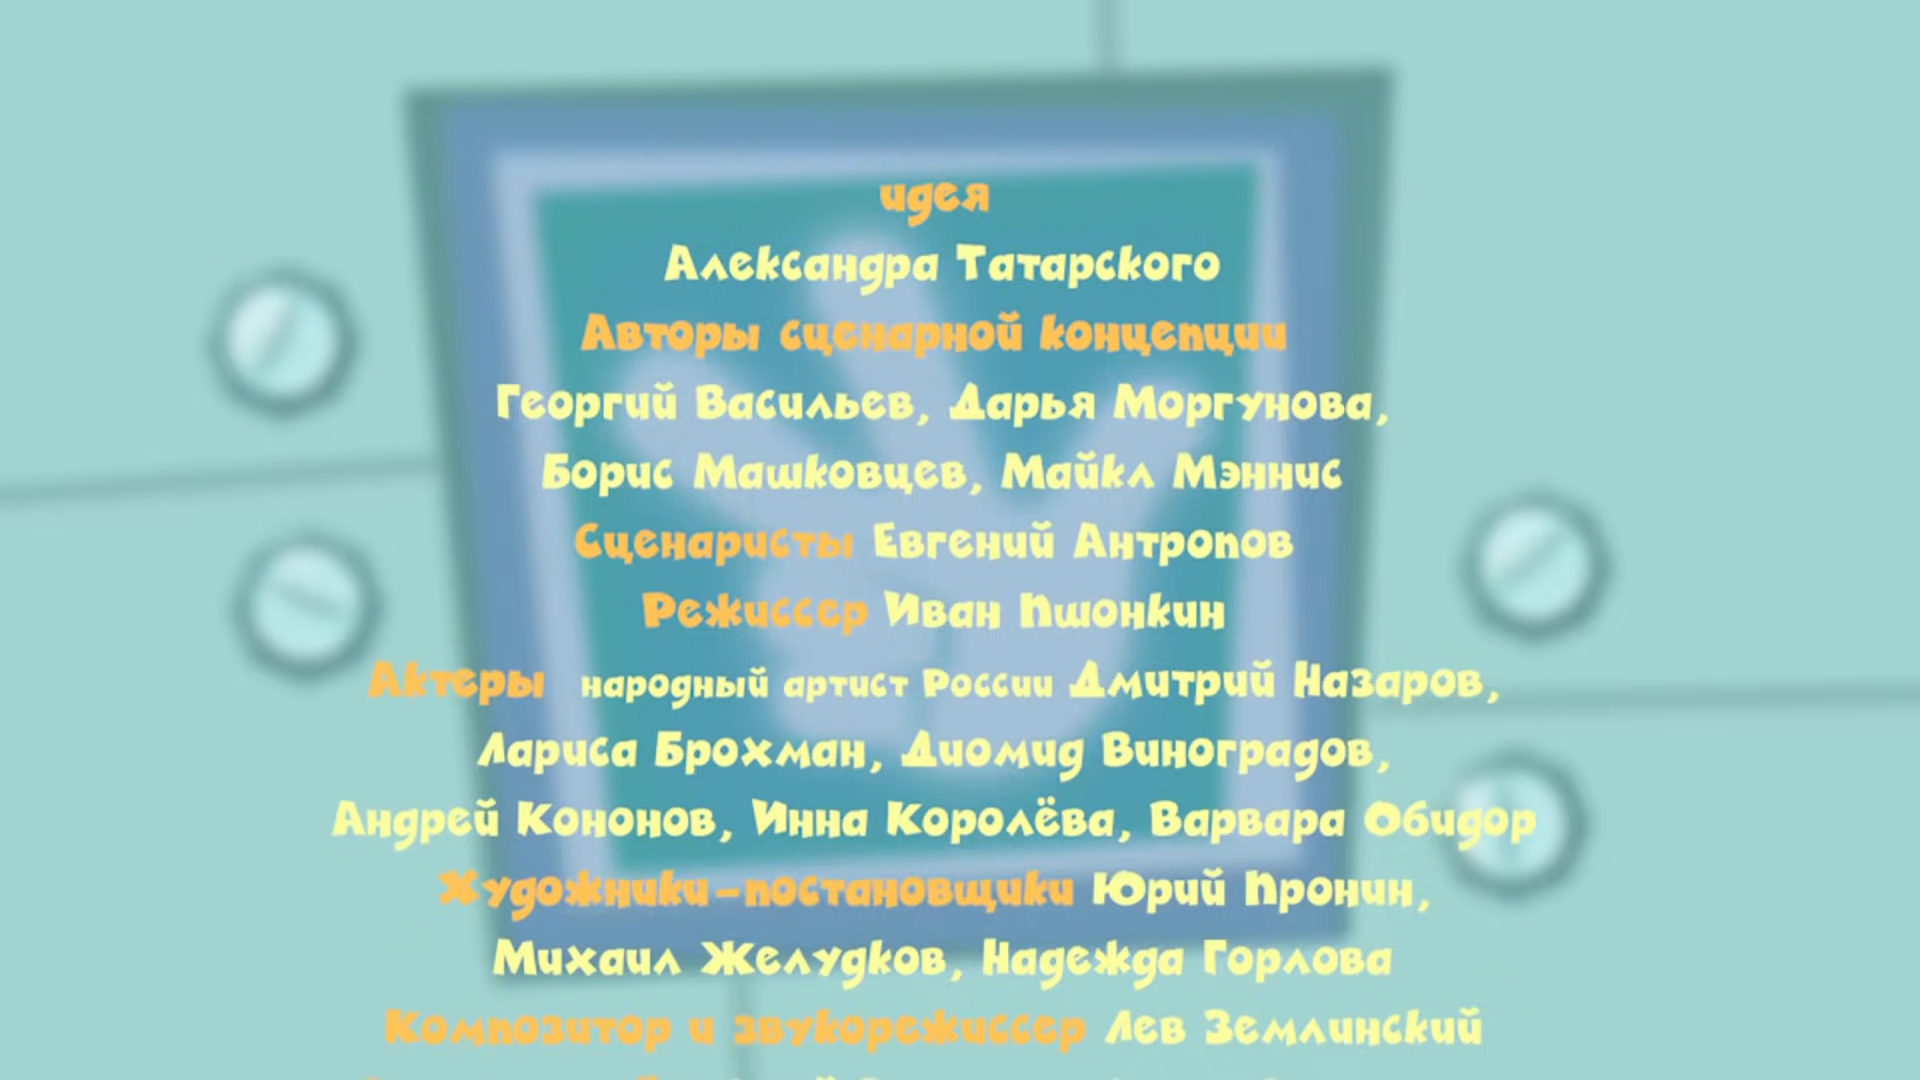 идея
Александра Татарского
Авторы сценарной концепции
Георгий Васильев, Дарья Моргунова,
Борис Машковцев, Майкл Мэннис
Сценаристы Евгений Антропов
Режиссер Иван Пшонкин
Актеры народный артист России Дмитрий Назаров,
Лариса Брохман, Диомид Виноградов,
Андрей Кононов, Инна Королёва, Варвара Обидор
Художники-постановщики Юрий Пронин,
Михаил Желудков, Надежда Горлова
Композитор и звукорежиссер Лев Землинский